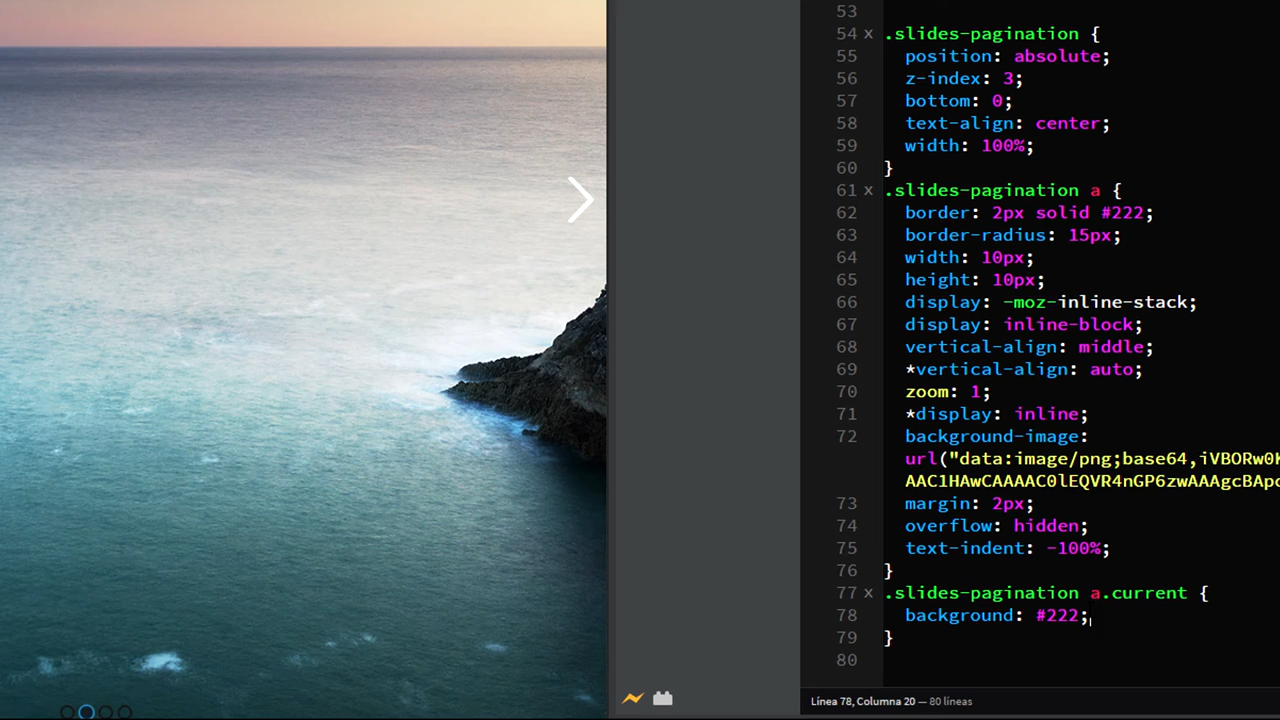 53
54 x .slides-pagination {
55 position: absolute;
56 z-index: 3;
57 bottom: 0;
58 text-align: center;
59 width: 100%;
60 }
61 x .slides-pagination a {
62 border: 2px solid #222;
63 border-radius: 15px;
64 width: 10px;
65 height: 10px;
66 display: -moz-inline-stack;
67 display: inline-block;
68 vertical-align: middle;
69 *vertical-align: auto;
70 zoom: 1;
71 *display: inline;
72 background-image:
url("data:image/png;base64,iVBORw0K
AAC1HAwCAAAAC0lEQVR4nGP6zwAAAgcBApc
73 margin: 2px;
74 overflow: hidden;
75 text-indent: -100%;
76 }
77 x .slides-pagination a.current {
78 background: #222;
79 }
80
Línea 78, Columna 20 — 80 líneas